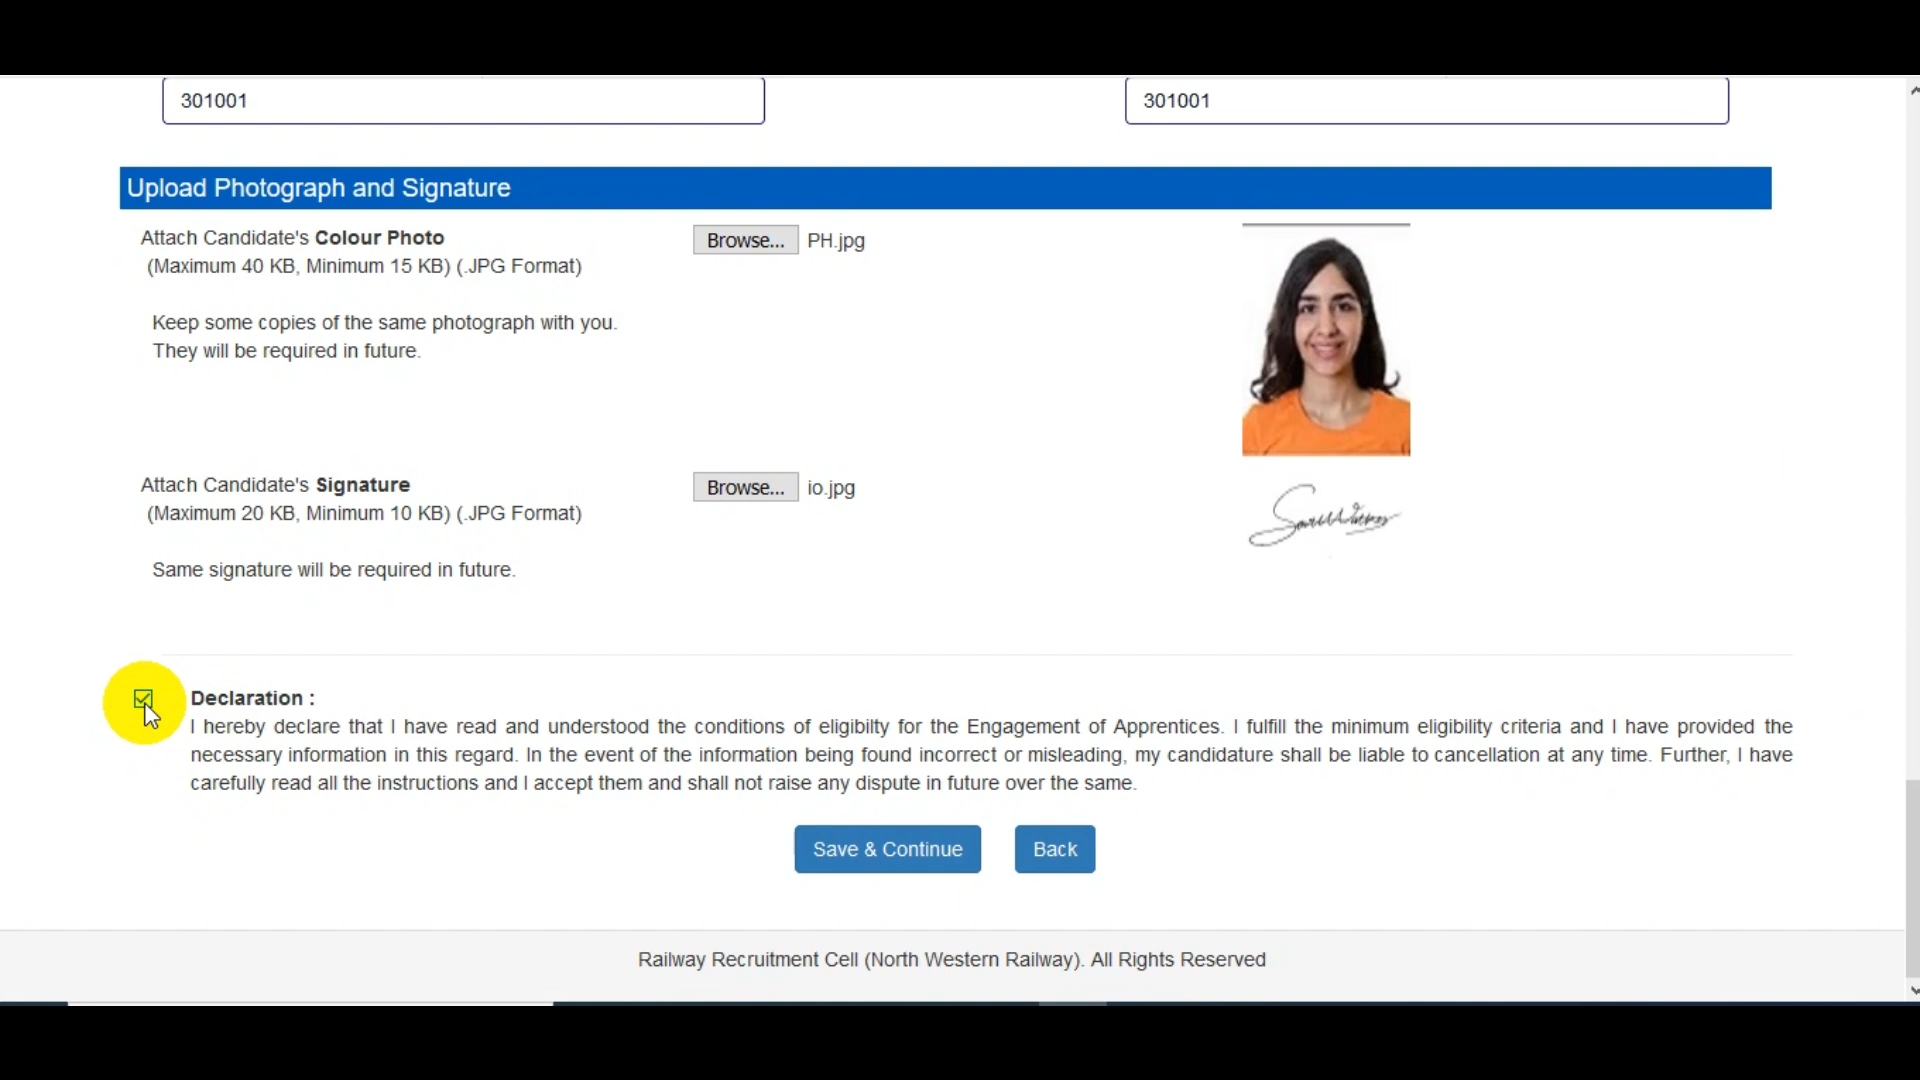 301001 301001
Upload Photograph and Signature
Attach Candidate's Colour Photo Browse... PH.jpg
(Maximum 40 KB, Minimum 15 KB) (.JPG Format)
Keep some copies of the same photograph with you.
They will be required in future.
Attach Candidate's Signature Browse... io.jpg
(Maximum 20 KB, Minimum 10 KB) (.JPG Format)
Same signature will be required in future.
Declaration :
I hereby declare that I have read and understood the conditions of eligibilty for the Engagement of Apprentices. I fulfill the minimum eligibility criteria and I have provided the
necessary information in this regard. In the event of the information being found incorrect or misleading, my candidature shall be liable to cancellation at any time. Further, I have
carefully read all the instructions and I accept them and shall not raise any dispute in future over the same.
Save & Continue Back
Railway Recruitment Cell (North Western Railway). All Rights Reserved